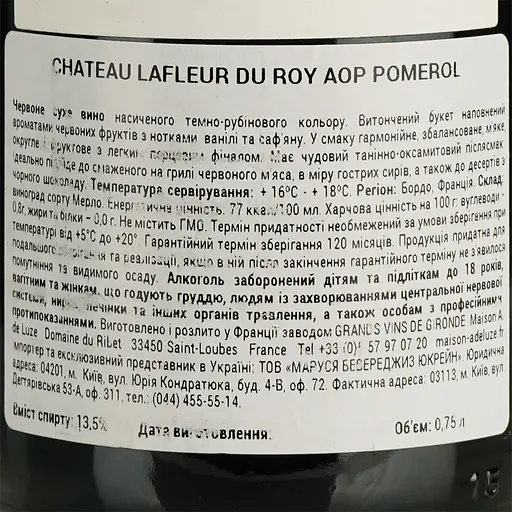 CHATEAU LAFLEUR DU ROY AOP POMEROL
Червоне сухе вино насиченого темно-рубінового кольору. Витончений букет наповнений
ароматами червоних фруктів з нотками ванілі та саф'яну. У смаку гармонійне, збалансоване, м'яке,
округле і фруктове з легким перцевим фіналом. Має чудовий танінно-оксамитовий післясмак
ідеально підійде до смаженого на грилі червоного м'яса, в міру гострих сирів, а також до десертів з
чорного шоколаду. Температура сервірування: + 16°C - + 18°C. Регіон: Бордо, Франція. Склад:
виноград сорту Мерло. Енергетична цінність: 77 ккал/100 мл. Харчова цінність на 100 г: вуглеводи -
0,8г, жири та білки – 0,0 г. Не містить ГМО. Термін придатності необмежений за умови зберігання при
температурі від +5°C до +20°. Гарантійний термін зберігання 120 місяців. Продукція придатна для
подальшого зберігання та реалізації, якщо в ній після закінчення гарантійного терміну не з'явилося
помутніння та видимого осаду. Алкоголь заборонений дітям та підліткам до 18 років,
вагітним та жінкам, що годують груддю, людям із захворюваннями центральної нервової
системи, нирок, печінки та інших органів травлення, а також особам з професійними
протипоказаннями. Виготовлено і розлито у Франції заводом GRANDS VINS DE GIRONDE Maison A.
de Luze Domaine du Ribet 33450 Saint-Loubes France Tel +33 (0)5 57 97 07 20 maison-adeluze.fr
Імпортер та ексклюзивний представник в Україні: ТОВ «МАРУСЯ БЕВЕРЕДЖИЗ ЮКРЕЙН» Юридична
адреса: 04201, м. Київ, вул. Юрія Кондратюка, буд. 4-В, оф. 72. Фактична адреса: 03113, м. Київ, вул.
Дегтярівська 53-А, оф. 311, тел.: (044) 455-55-14.
Вміст спирту: 13,5% Дата виготовлення: Об'єм: 0,75 л